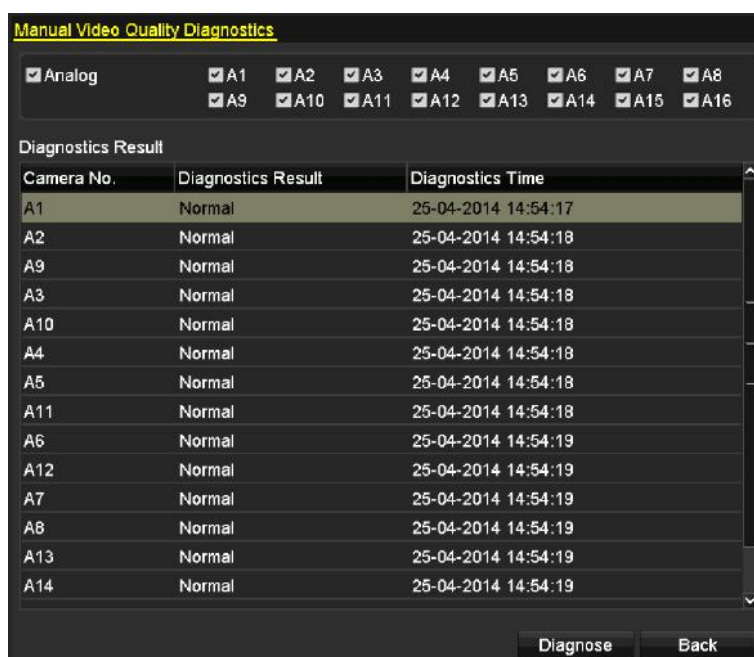 Manual Video Quality Diagnostics
Analog A1 A2 A3 A4 A5 A6 A7 A8
A9 A10 A11 A12 A13 A14 A15 A16
Diagnostics Result
Camera No. Diagnostics Result Diagnostics Time
A1 Normal 25-04-2014 14:54:17
A2 Normal 25-04-2014 14:54:18
A9 Normal 25-04-2014 14:54:18
A3 Normal 25-04-2014 14:54:18
A10 Normal 25-04-2014 14:54:18
A4 Normal 25-04-2014 14:54:18
A5 Normal 25-04-2014 14:54:18
A11 Normal 25-04-2014 14:54:18
A6 Normal 25-04-2014 14:54:19
A12 Normal 25-04-2014 14:54:19
A7 Normal 25-04-2014 14:54:19
A8 Normal 25-04-2014 14:54:19
A13 Normal 25-04-2014 14:54:19
A14 Normal 25-04-2014 14:54:19
Diagnose Back